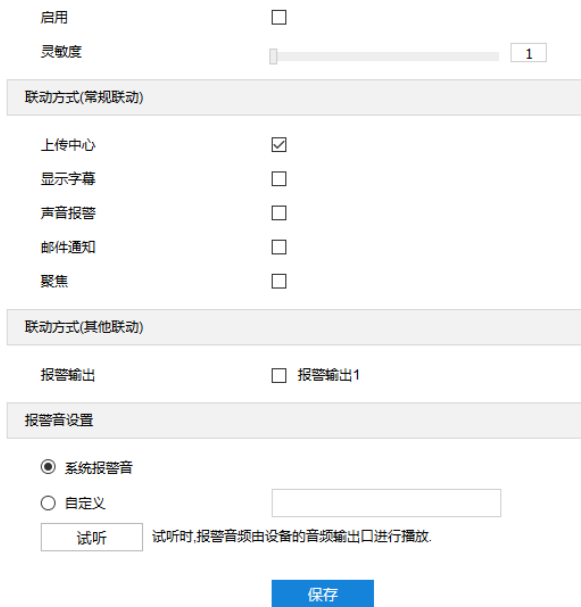 启用
灵敏度 1
联动方式(常规联动)
上传中心
显示字幕
声音报警
邮件通知
聚焦
联动方式(其他联动)
报警输出 报警输出1
报警音设置
系统报警音
自定义
试听 试听时,报警音频由设备的音频输出口进行播放.
保存